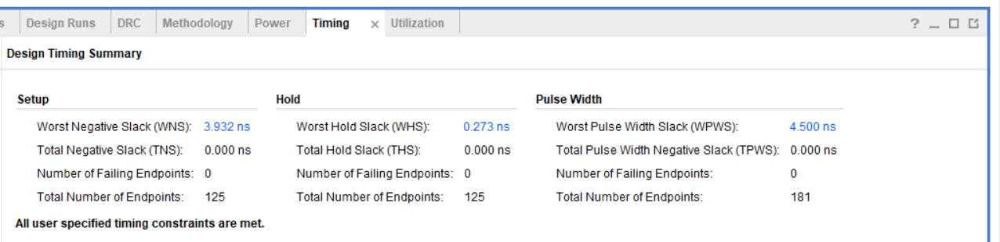 s Design Runs DRC Methodology Power Timing × Utilization ? _
Design Timing Summary
Setup Hold Pulse Width
Worst Negative Slack (WNS): 3.932 ns Worst Hold Slack (WHS): 0.273 ns Worst Pulse Width Slack (WPWS): 4.500 ns
Total Negative Slack (TNS): 0.000 ns Total Hold Slack (THS): 0.000 ns Total Pulse Width Negative Slack (TPWS): 0.000 ns
Number of Failing Endpoints: 0 Number of Failing Endpoints: 0 Number of Failing Endpoints: 0
Total Number of Endpoints: 125 Total Number of Endpoints: 125 Total Number of Endpoints: 181
All user specified timing constraints are met.